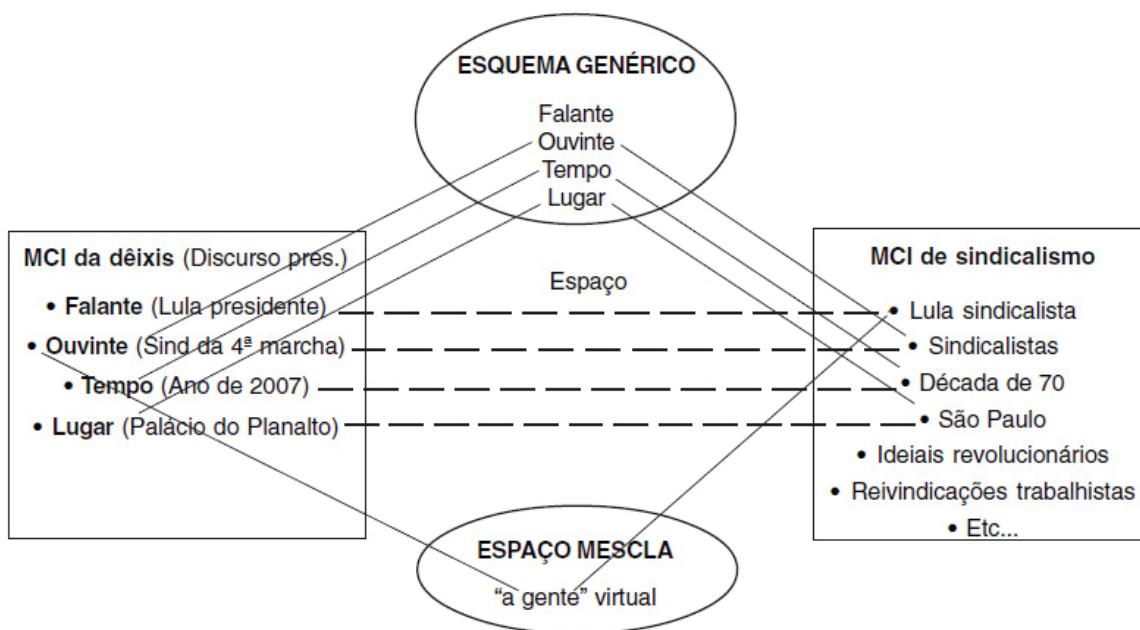 ESQUEMA GENÉRICO
Falante
Ouvinte
Tempo
Lugar
MCI da dêixis (Discurso pres.)
• Falante (Lula presidente)
• Ouvinte (Sind da 4ª marcha)
• Tempo (Ano de 2007)
• Lugar (Palácio do Planalto)
Espaço
MCI de sindicalismo
• Lula sindicalista
• Sindicalistas
• Década de 70
• São Paulo
• Ideiais revolucionários
• Reivindicações trabalhistas
• Etc...
ESPAÇO MESCLA
“a gente” virtual